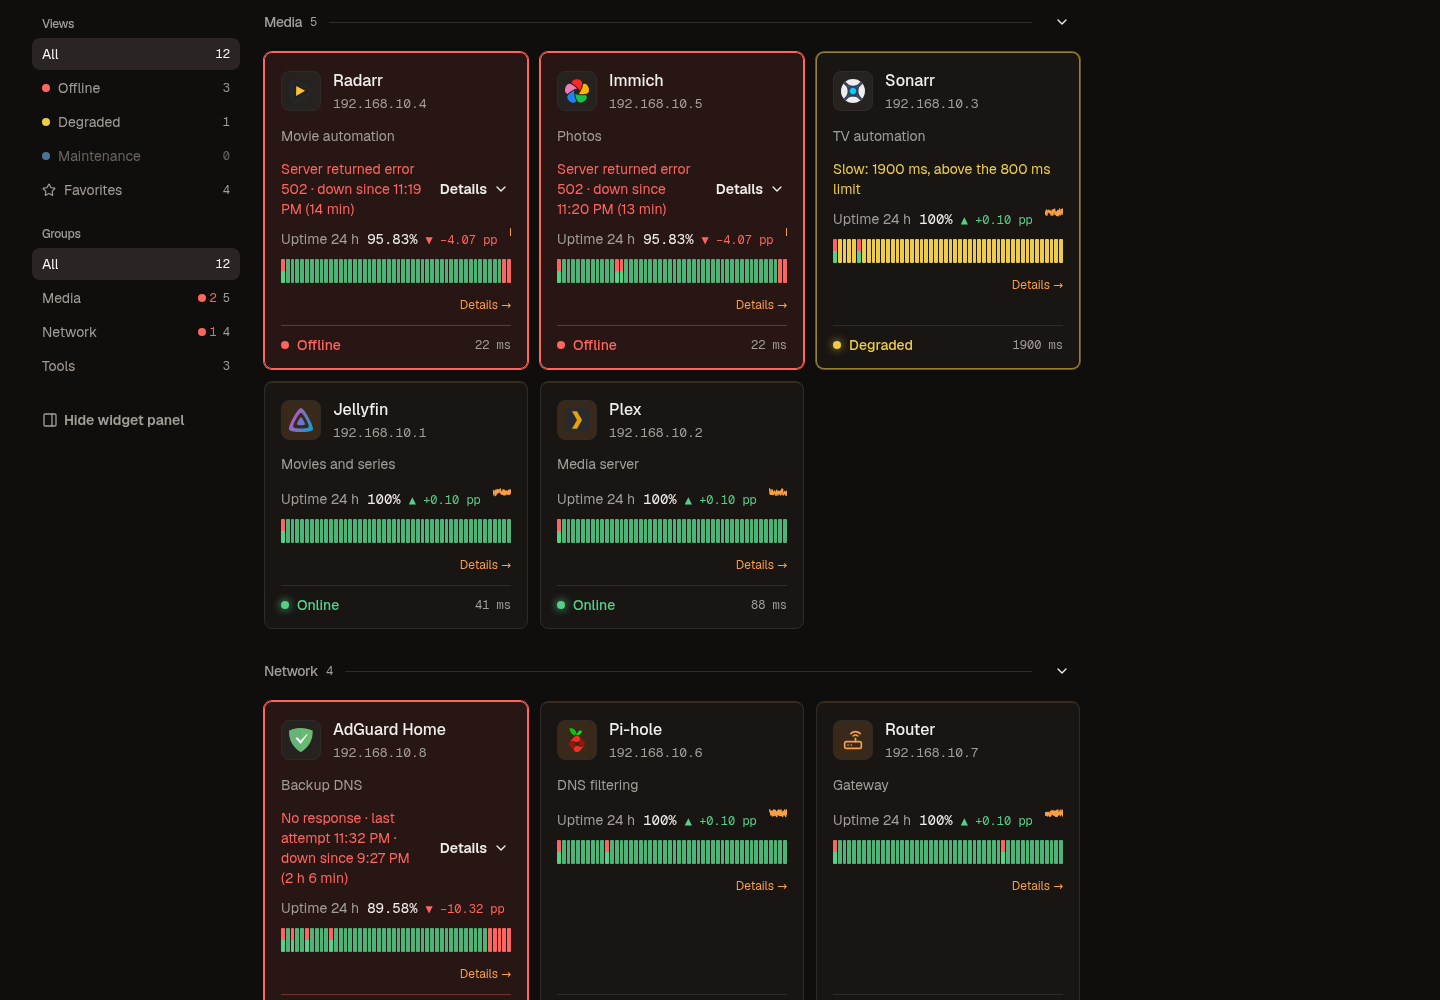 Views
All 12
Offline 3
Degraded 1
Maintenance 0
Favorites 4
Groups
All 12
Media 2 5
Network 1 4
Tools 3
Hide widget panel
Media 5
Radarr
192.168.10.4
Movie automation
Server returned error
502 · down since 11:19
PM (14 min)
Details
Uptime 24 h 95.83% ▼ −4.07 pp
Details →
Offline 22 ms
Immich
192.168.10.5
Photos
Server returned error
502 · down since
11:20 PM (13 min)
Details
Uptime 24 h 95.83% ▼ −4.07 pp
Details →
Offline 22 ms
Sonarr
192.168.10.3
TV automation
Slow: 1900 ms, above the 800 ms
limit
Uptime 24 h 100% ▲ +0.10 pp
Details →
Degraded 1900 ms
Jellyfin
192.168.10.1
Movies and series
Uptime 24 h 100% ▲ +0.10 pp
Details →
Online 41 ms
Plex
192.168.10.2
Media server
Uptime 24 h 100% ▲ +0.10 pp
Details →
Online 88 ms
Network 4
AdGuard Home
192.168.10.8
Backup DNS
No response · last
attempt 11:32 PM ·
down since 9:27 PM
(2 h 6 min)
Details
Uptime 24 h 89.58% ▼ −10.32 pp
Details →
Pi-hole
192.168.10.6
DNS filtering
Uptime 24 h 100% ▲ +0.10 pp
Details →
Router
192.168.10.7
Gateway
Uptime 24 h 100% ▲ +0.10 pp
Details →